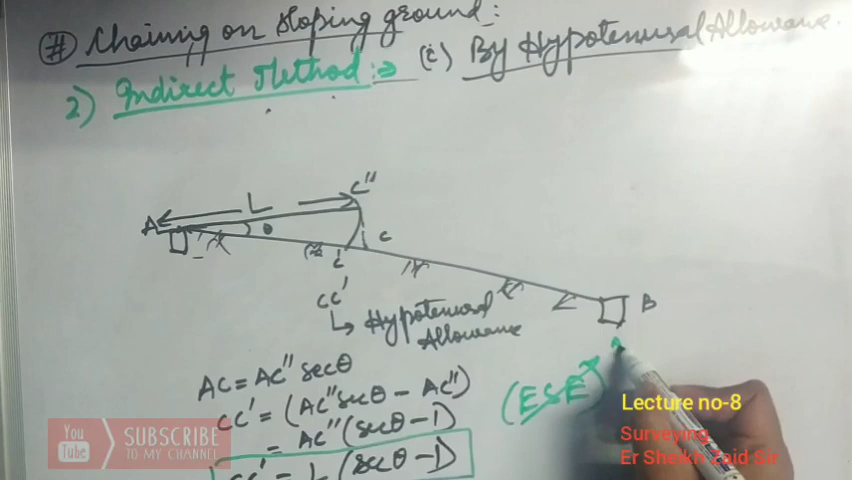 # Chaining on sloping ground:
2) Indirect Method :⇒ (c) By Hypotenusal Allowance.
L
C"
A
θ
C
C'
CC'
↳ Hypotenusal
Allowance
B
AC = AC" secθ
CC' = (AC" secθ - AC")
= AC" (secθ - 1)
CC' = L (secθ - 1)
(ESE)
Lecture no-8
Surveying
Er Sheikh Zaid Sir
You Tube
SUBSCRIBE
TO MY CHANNEL